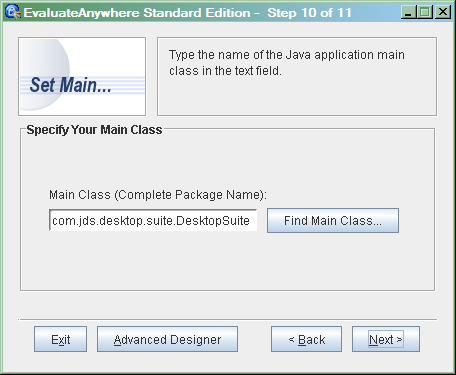 EvaluateAnywhere Standard Edition - Step 10 of 11
Set Main...
Type the name of the Java application main
class in the text field.
Specify Your Main Class
Main Class (Complete Package Name):
com.jds.desktop.suite.DesktopSuite
Find Main Class...
Exit
Advanced Designer
< Back
Next >